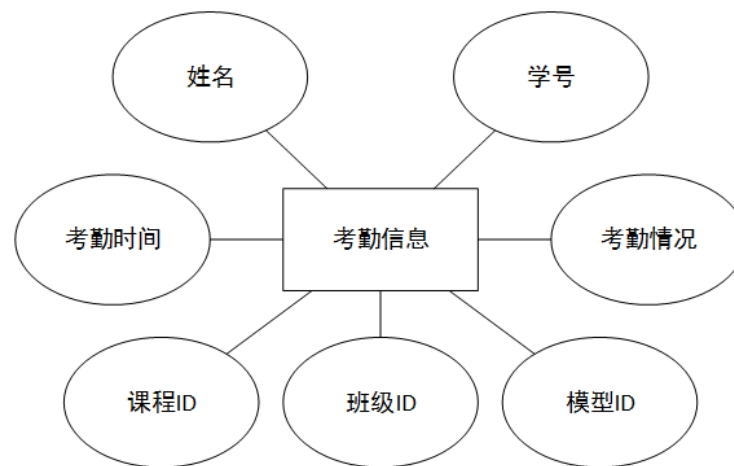 姓名
学号
考勤时间
考勤信息
考勤情况
课程ID
班级ID
模型ID